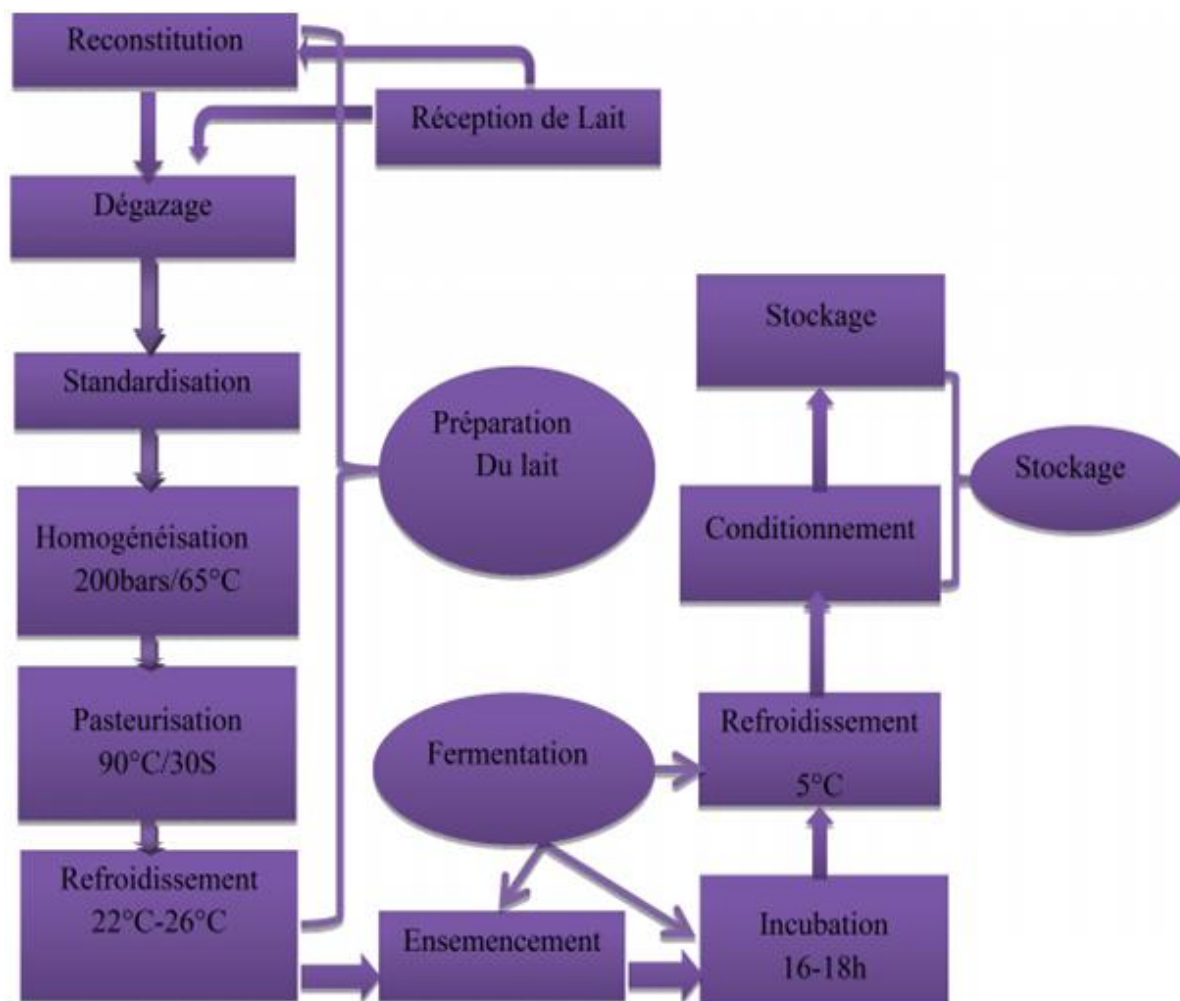 Reconstitution
Réception de Lait
Dégazage
Standardisation
Homogénéisation
200bars/65°C
Pasteurisation
90°C/30S
Refroidissement
22°C-26°C
Préparation
Du lait
Fermentation
Ensemencement
Incubation
16-18h
Refroidissement
5°C
Conditionnement
Stockage
Stockage